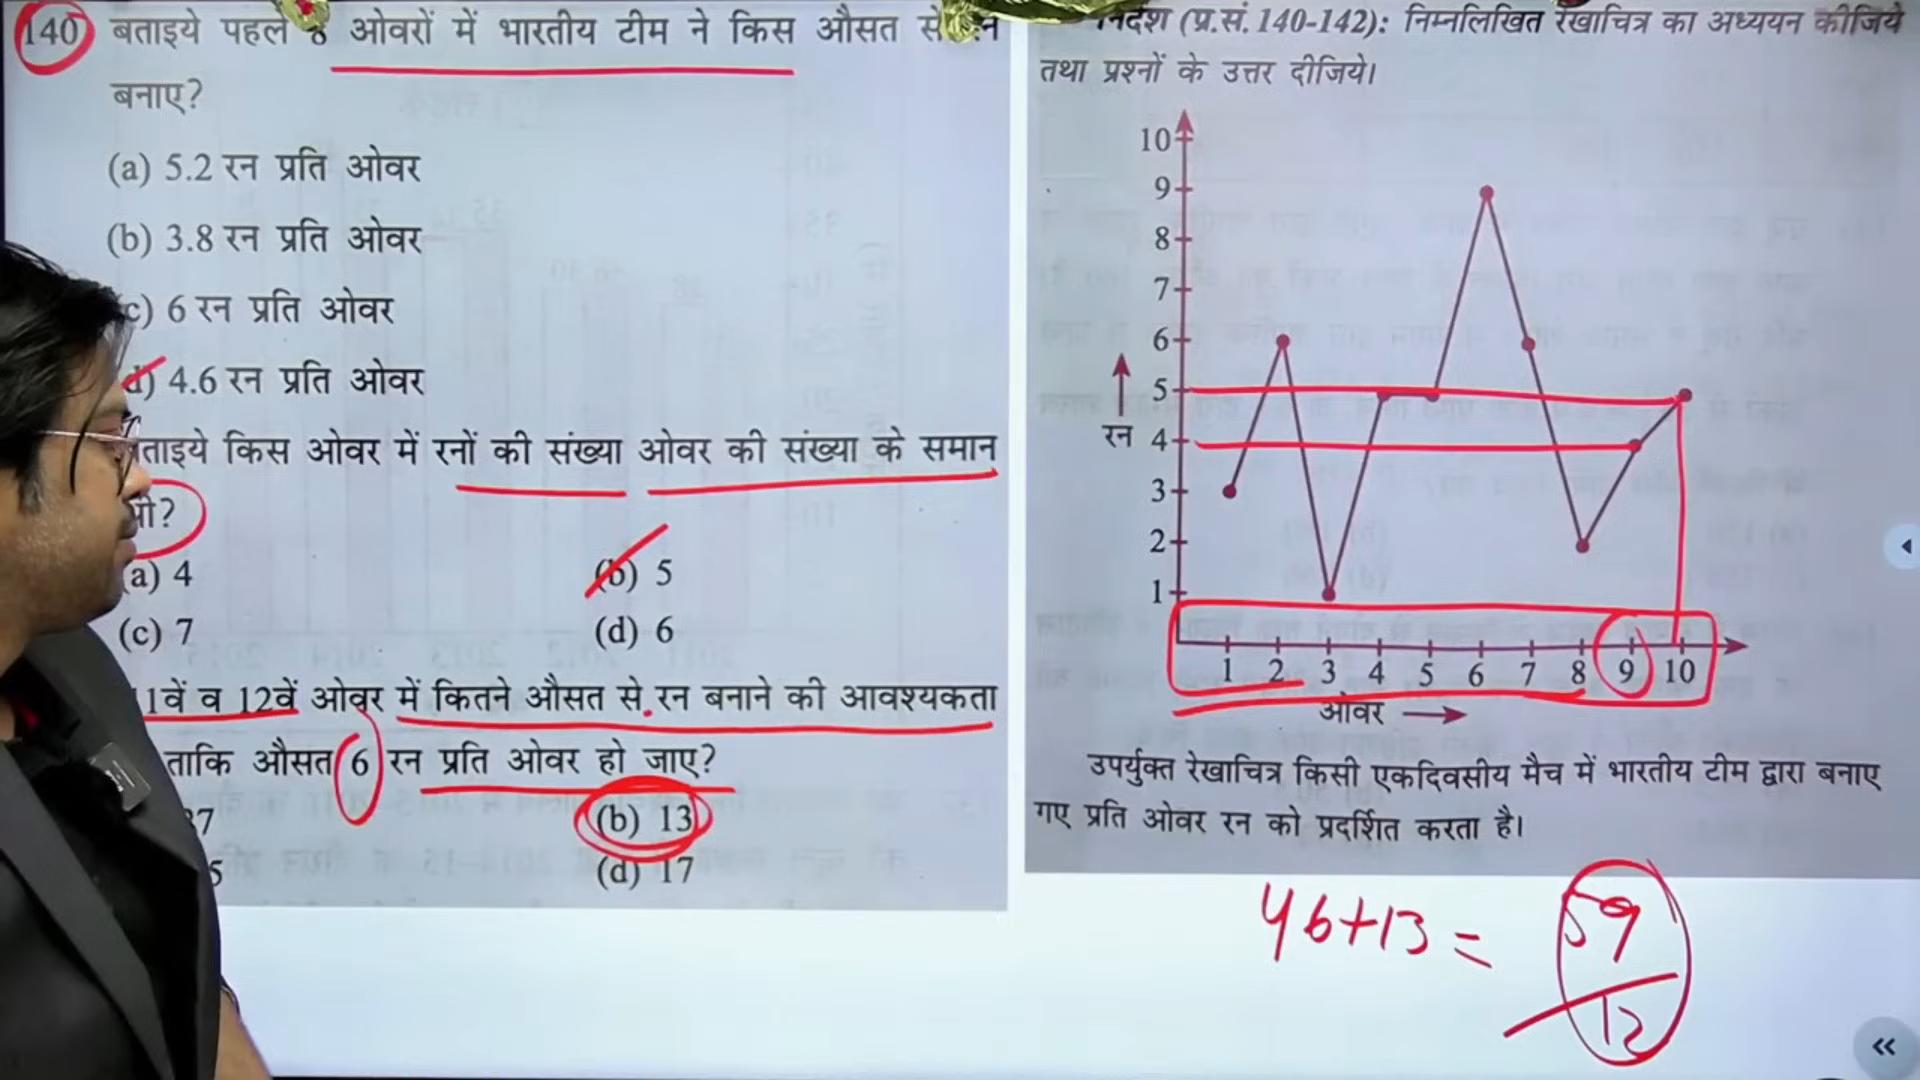 140 बताइये पहले 8 ओवरों में भारतीय टीम ने किस औसत से
बनाए?
(a) 5.2 रन प्रति ओवर
(b) 3.8 रन प्रति ओवर
(c) 6 रन प्रति ओवर
(d) 4.6 रन प्रति ओवर
किस ओवर में रनों की संख्या ओवर की संख्या के समान
(a) 4
(b) 5
(c) 7
(d) 6
1वें व 12वें ओवर में कितने औसत से रन बनाने की आवश्यकता
ताकि औसत 6 रन प्रति ओवर हो जाए?
37
(b) 13
5
(d) 17
(प्र.सं. 140-142): निम्नलिखित रेखाचित्र का अध्ययन कीजिये
तथा प्रश्नों के उत्तर दीजिये।
10
9
8
7
6
5
रन 4
3
2
1
1 2 3 4 5 6 7 8 9 10
ओवर
उपर्युक्त रेखाचित्र किसी एकदिवसीय मैच में भारतीय टीम द्वारा बनाए
गए प्रति ओवर रन को प्रदर्शित करता है।
46+13 = 59
12
«